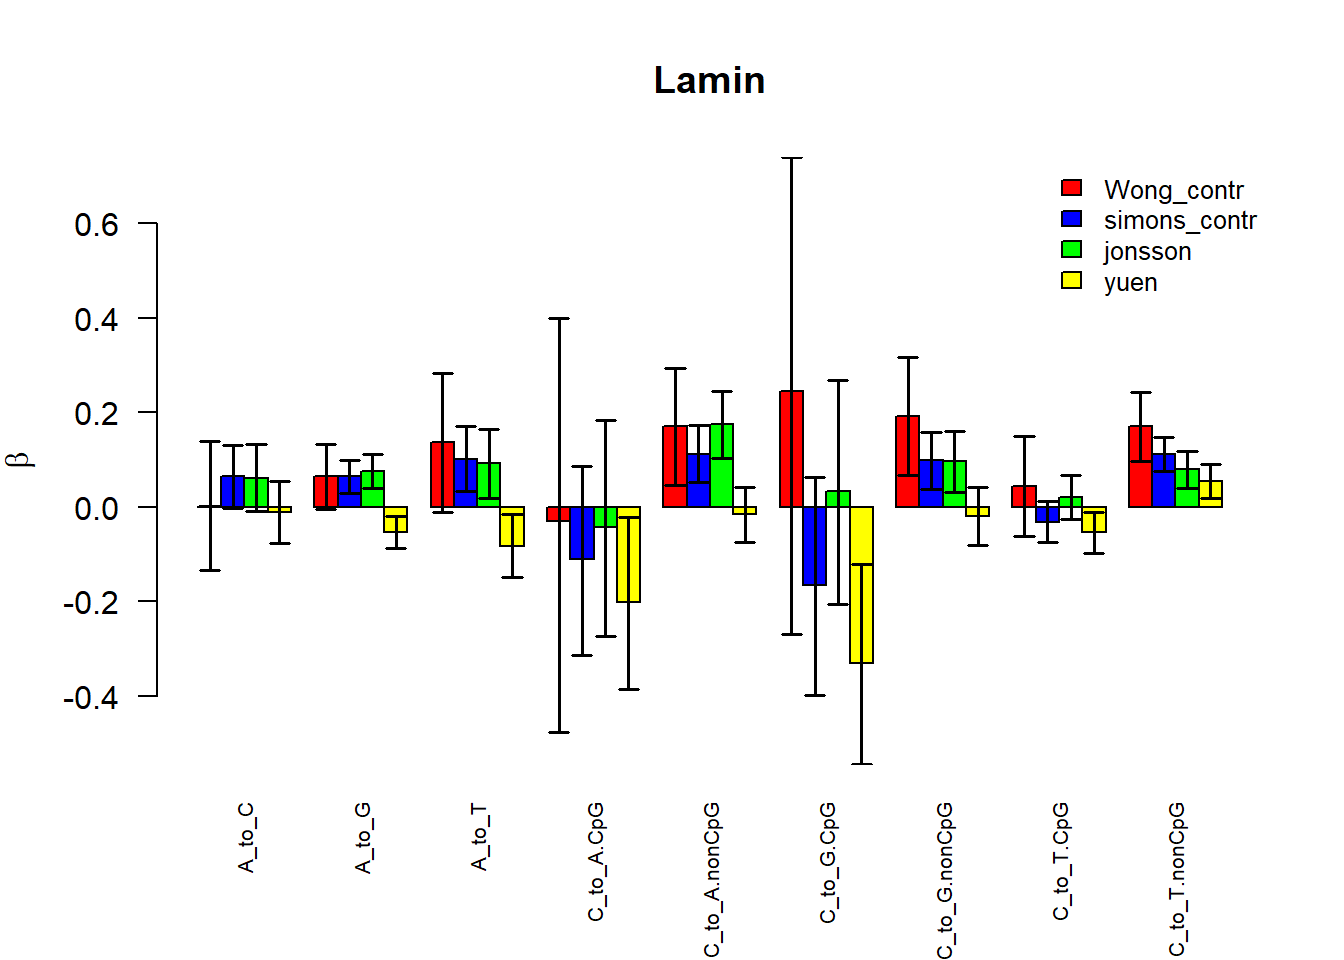 Lamin
Wong_contr
simons_contr
jonsson
yuen
β
0.6
0.4
0.2
0.0
-0.2
-0.4
A_to_C
A_to_G
A_to_T
C_to_A.CpG
C_to_A.nonCpG
C_to_G.CpG
C_to_G.nonCpG
C_to_T.CpG
C_to_T.nonCpG